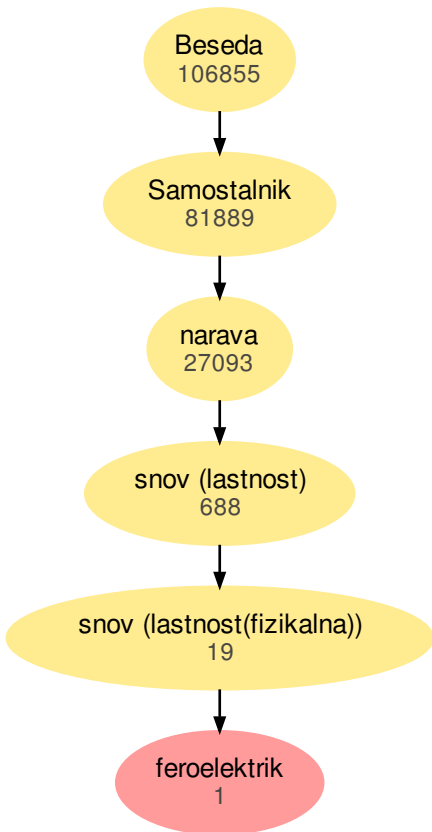 Beseda
106855
Samostalnik
81889
narava
27093
snov (lastnost)
688
snov (lastnost(fizikalna))
19
feroelektrik
1